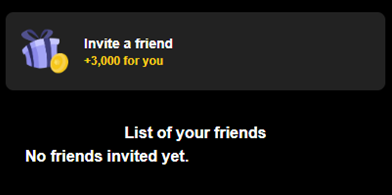 Invite a friend
+3,000 for you
List of your friends
No friends invited yet.